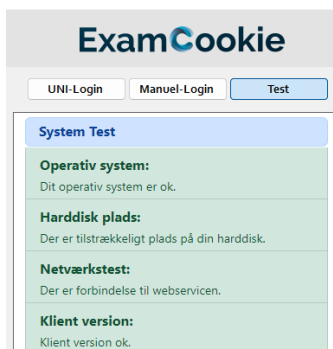 ExamCookie
UNI-Login Manuel-Login Test
System Test
Operativ system:
Dit operativ system er ok.
Harddisk plads:
Der er tilstrækkeligt plads på din harddisk.
Netværkstest:
Der er forbindelse til webservicen.
Klient version:
Klient version ok.